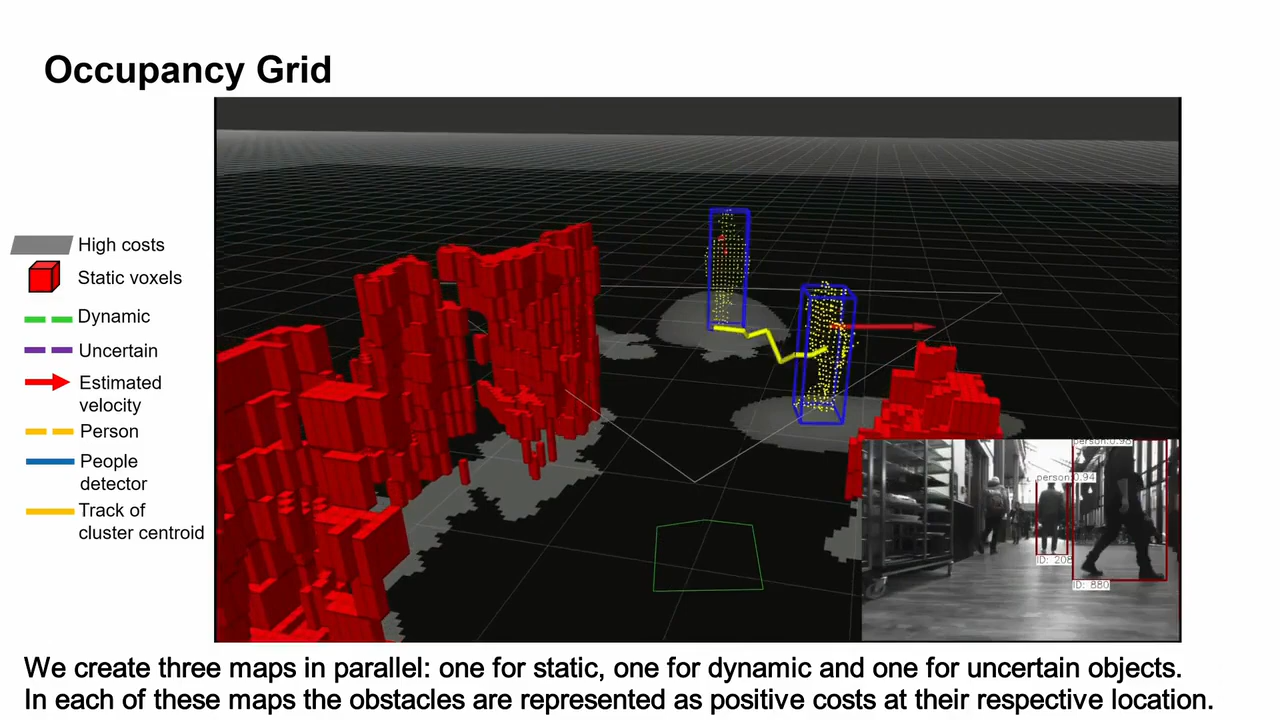 Occupancy Grid
High costs
Static voxels
Dynamic
Uncertain
Estimated
velocity
Person
People
detector
Track of
cluster centroid
person:0.98
person:0.94
ID: 208
ID: 880
We create three maps in parallel: one for static, one for dynamic and one for uncertain objects.
In each of these maps the obstacles are represented as positive costs at their respective location.